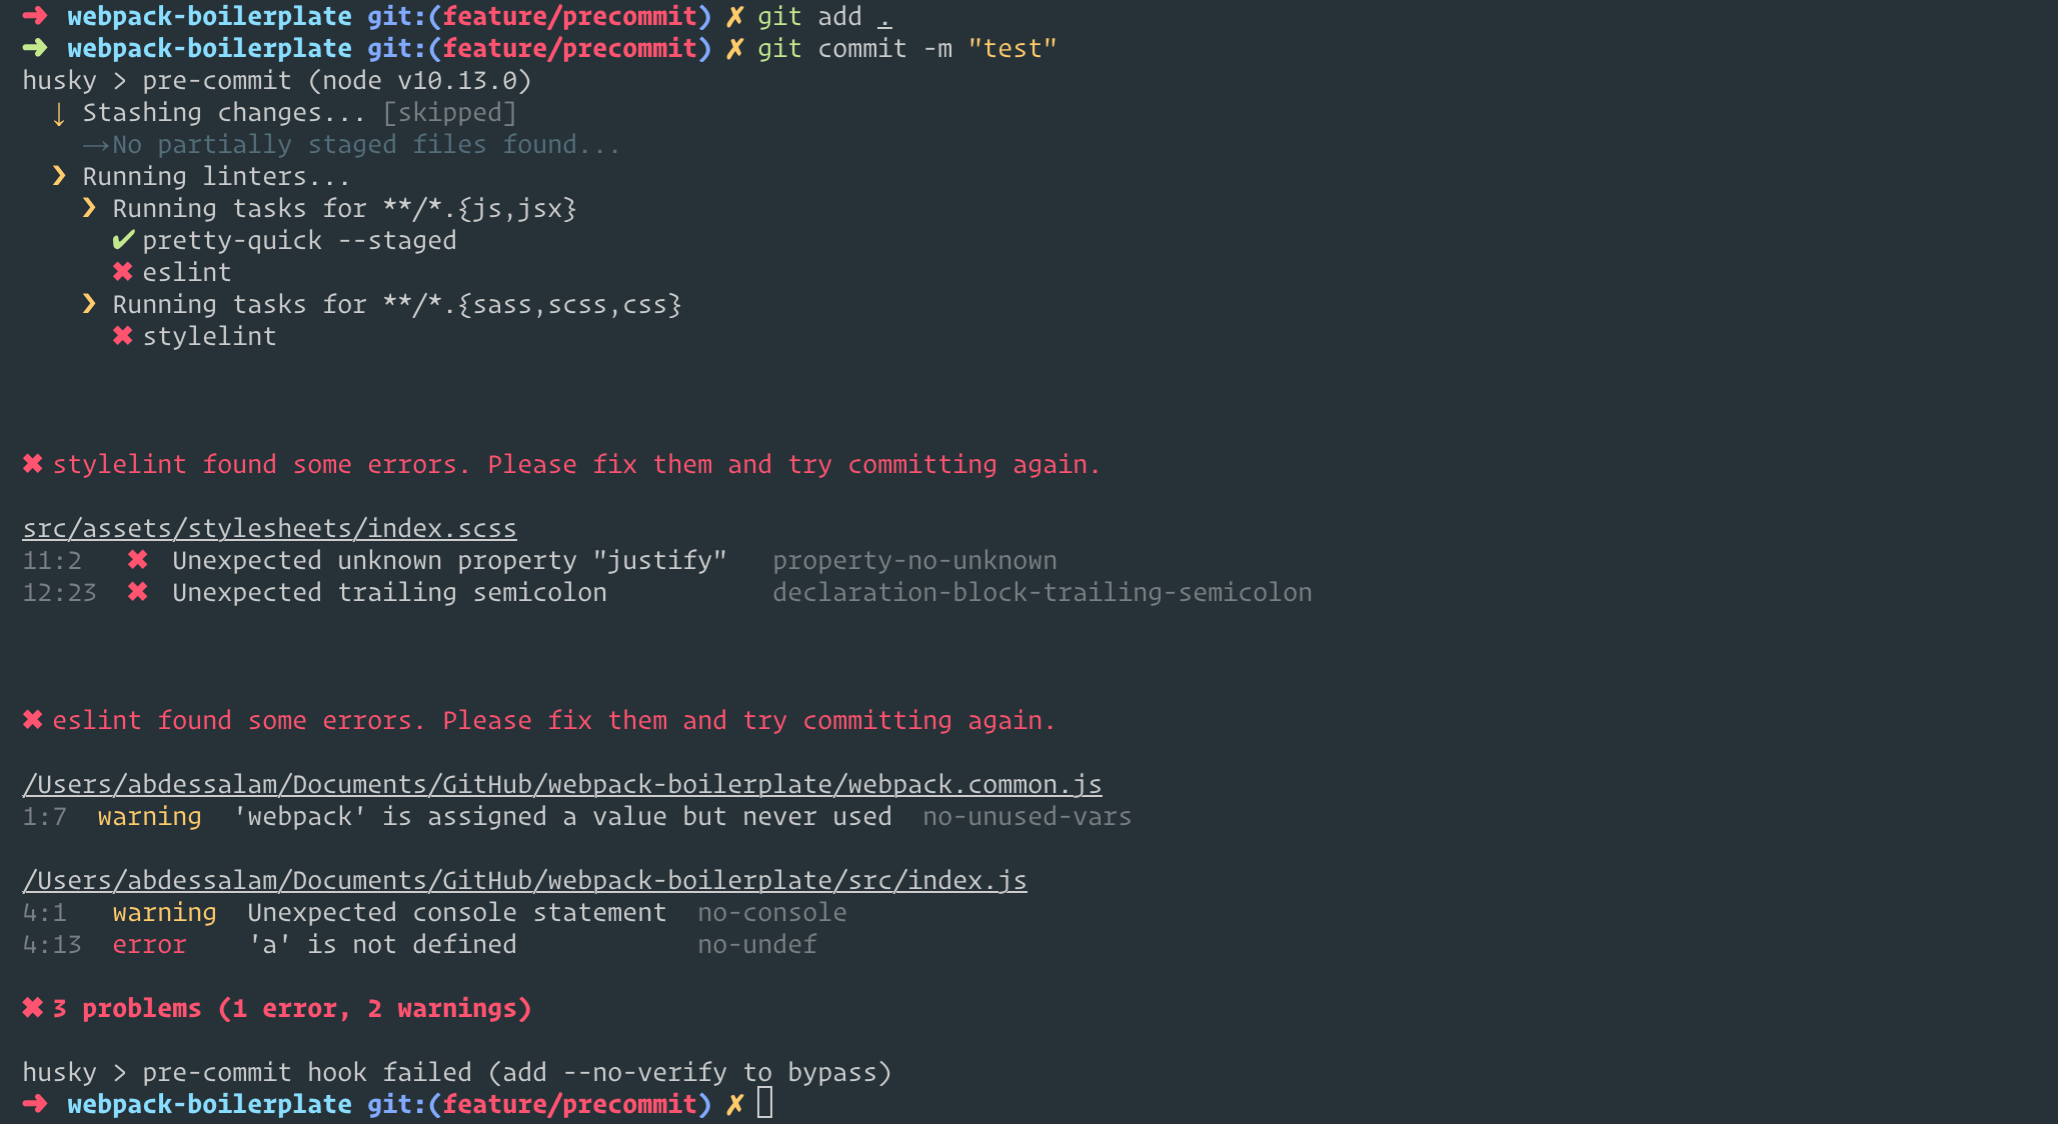 ➜ webpack-boilerplate git:(feature/precommit) ✗ git add .
➜ webpack-boilerplate git:(feature/precommit) ✗ git commit -m "test"
husky > pre-commit (node v10.13.0)
↓ Stashing changes... [skipped]
→No partially staged files found...
❯ Running linters...
❯ Running tasks for **/*.{js,jsx}
✔ pretty-quick --staged
✖ eslint
❯ Running tasks for **/*.{sass,scss,css}
✖ stylelint
✖ stylelint found some errors. Please fix them and try committing again.
src/assets/stylesheets/index.scss
11:2 ✖ Unexpected unknown property "justify" property-no-unknown
12:23 ✖ Unexpected trailing semicolon declaration-block-trailing-semicolon
✖ eslint found some errors. Please fix them and try committing again.
/Users/abdessalam/Documents/GitHub/webpack-boilerplate/webpack.common.js
1:7 warning 'webpack' is assigned a value but never used no-unused-vars
/Users/abdessalam/Documents/GitHub/webpack-boilerplate/src/index.js
4:1 warning Unexpected console statement no-console
4:13 error 'a' is not defined no-undef
✖ 3 problems (1 error, 2 warnings)
husky > pre-commit hook failed (add --no-verify to bypass)
➜ webpack-boilerplate git:(feature/precommit) ✗